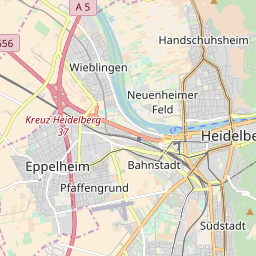 A 5
656
Handschuhsheim
Wieblingen
Neuenheimer
Feld
Kreuz Heidelberg
37
Heidelbe
Eppelheim
Bahnstadt
Pfaffengrund
Südstadt